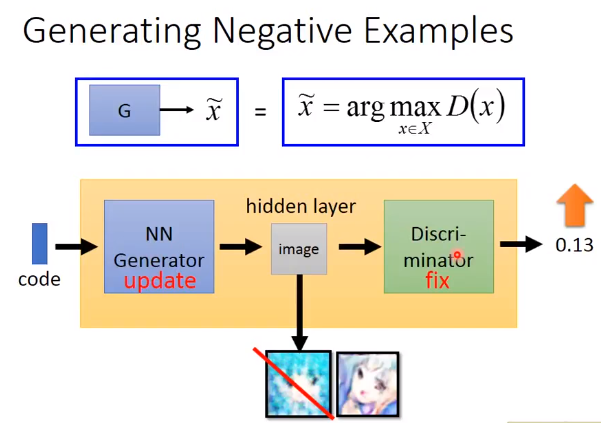 Generating Negative Examples
G → x̃ = x̃ = arg max D(x)
x∈X
hidden layer
code
NN
Generator
update
image
Discri-
minator
fix
0.13